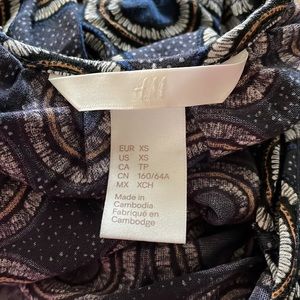 H&M
EUR XS
US XS
CA TP
CN 160/64A
MX XCH
Made in
Cambodia
Fabriqué en
Cambodge